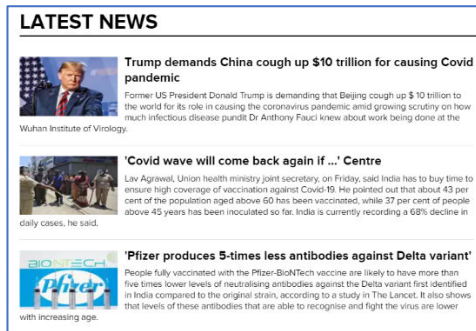 LATEST NEWS
Trump demands China cough up $10 trillion for causing Covid
pandemic
Former US President Donald Trump is demanding that Beijing cough up $ 10 trillion to
the world for its role in causing the coronavirus pandemic amid growing scrutiny on how
much infectious disease pundit Dr Anthony Fauci knew about work being done at the
Wuhan Institute of Virology.
'Covid wave will come back again if ...' Centre
Lav Agrawal, Union health ministry joint secretary, on Friday, said India has to buy time to
ensure high coverage of vaccination against Covid-19. He pointed out that about 43 per
cent of the population aged above 60 has been vaccinated, while 37 per cent of people
above 45 years has been inoculated so far. India is currently recording a 68% decline in
daily cases, he said.
'Pfizer produces 5-times less antibodies against Delta variant'
BIONTECH
Pfizer
People fully vaccinated with the Pfizer-BioNTech vaccine are likely to have more than
five times lower levels of neutralising antibodies against the Delta variant first identified
in India compared to the original strain, according to a study in The Lancet. It also shows
that levels of these antibodies that are able to recognise and fight the virus are lower
with increasing age.